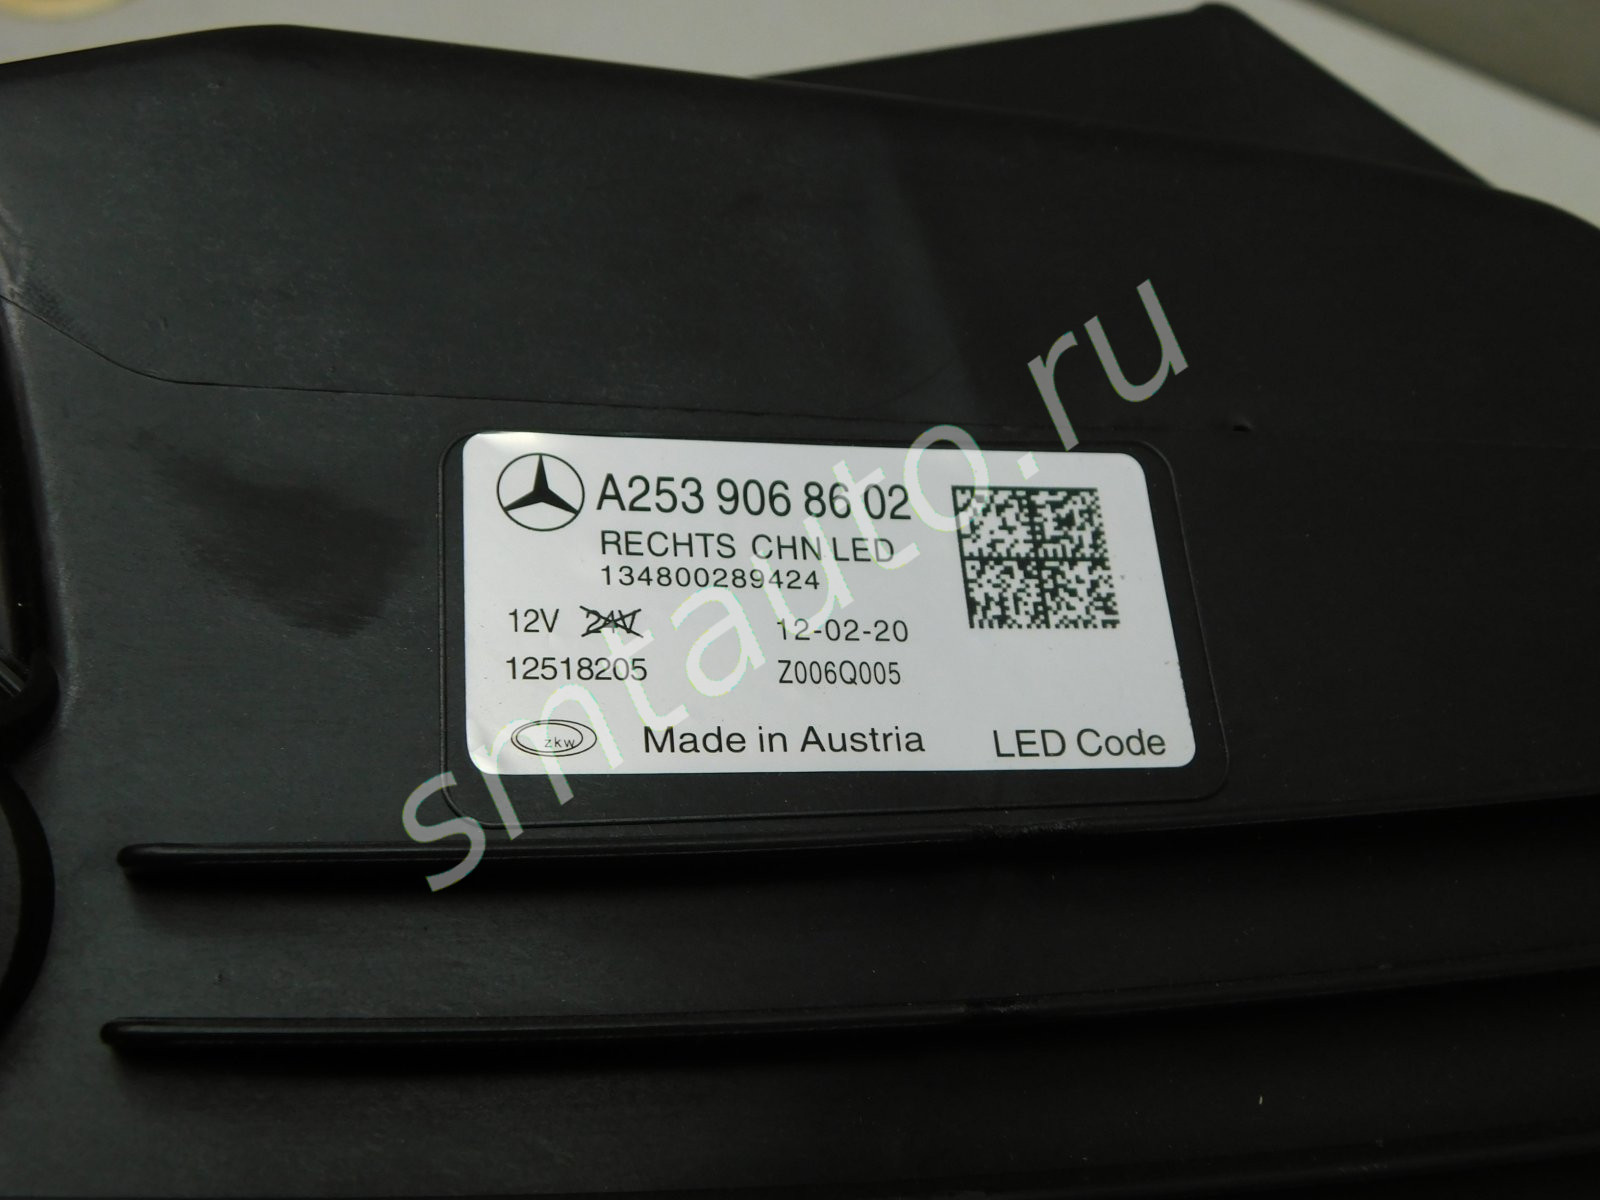 A253 906 86 02
RECHTS CHN LED
134800289424
12V 24V 12-02-20
12518205 Z006Q005
zkw Made in Austria LED Code
smtauto.ru